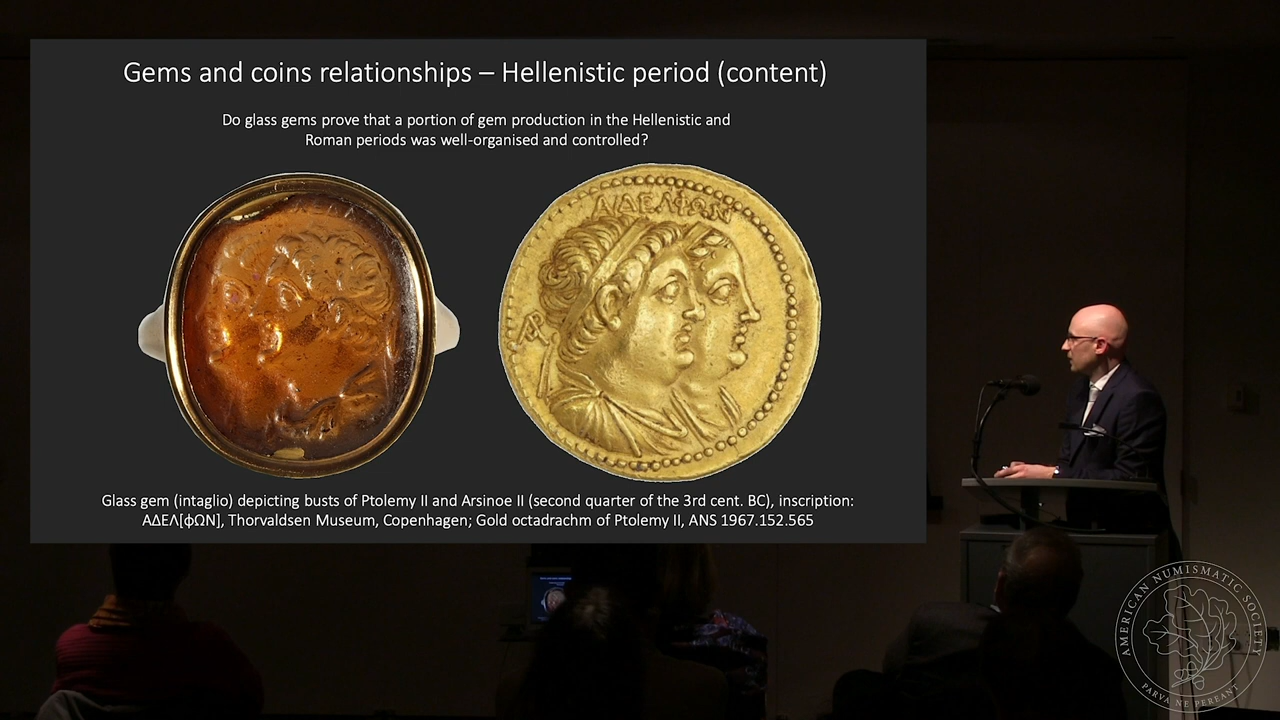 Gems and coins relationships – Hellenistic period (content)
Do glass gems prove that a portion of gem production in the Hellenistic and
Roman periods was well-organised and controlled?
ΑΔΕΛΦΩΝ
Glass gem (intaglio) depicting busts of Ptolemy II and Arsinoe II (second quarter of the 3rd cent. BC), inscription:
ΑΔΕΛ[ϕΩΝ], Thorvaldsen Museum, Copenhagen; Gold octadrachm of Ptolemy II, ANS 1967.152.565
AMERICAN NUMISMATIC SOCIETY
PARVA NE PEREANT